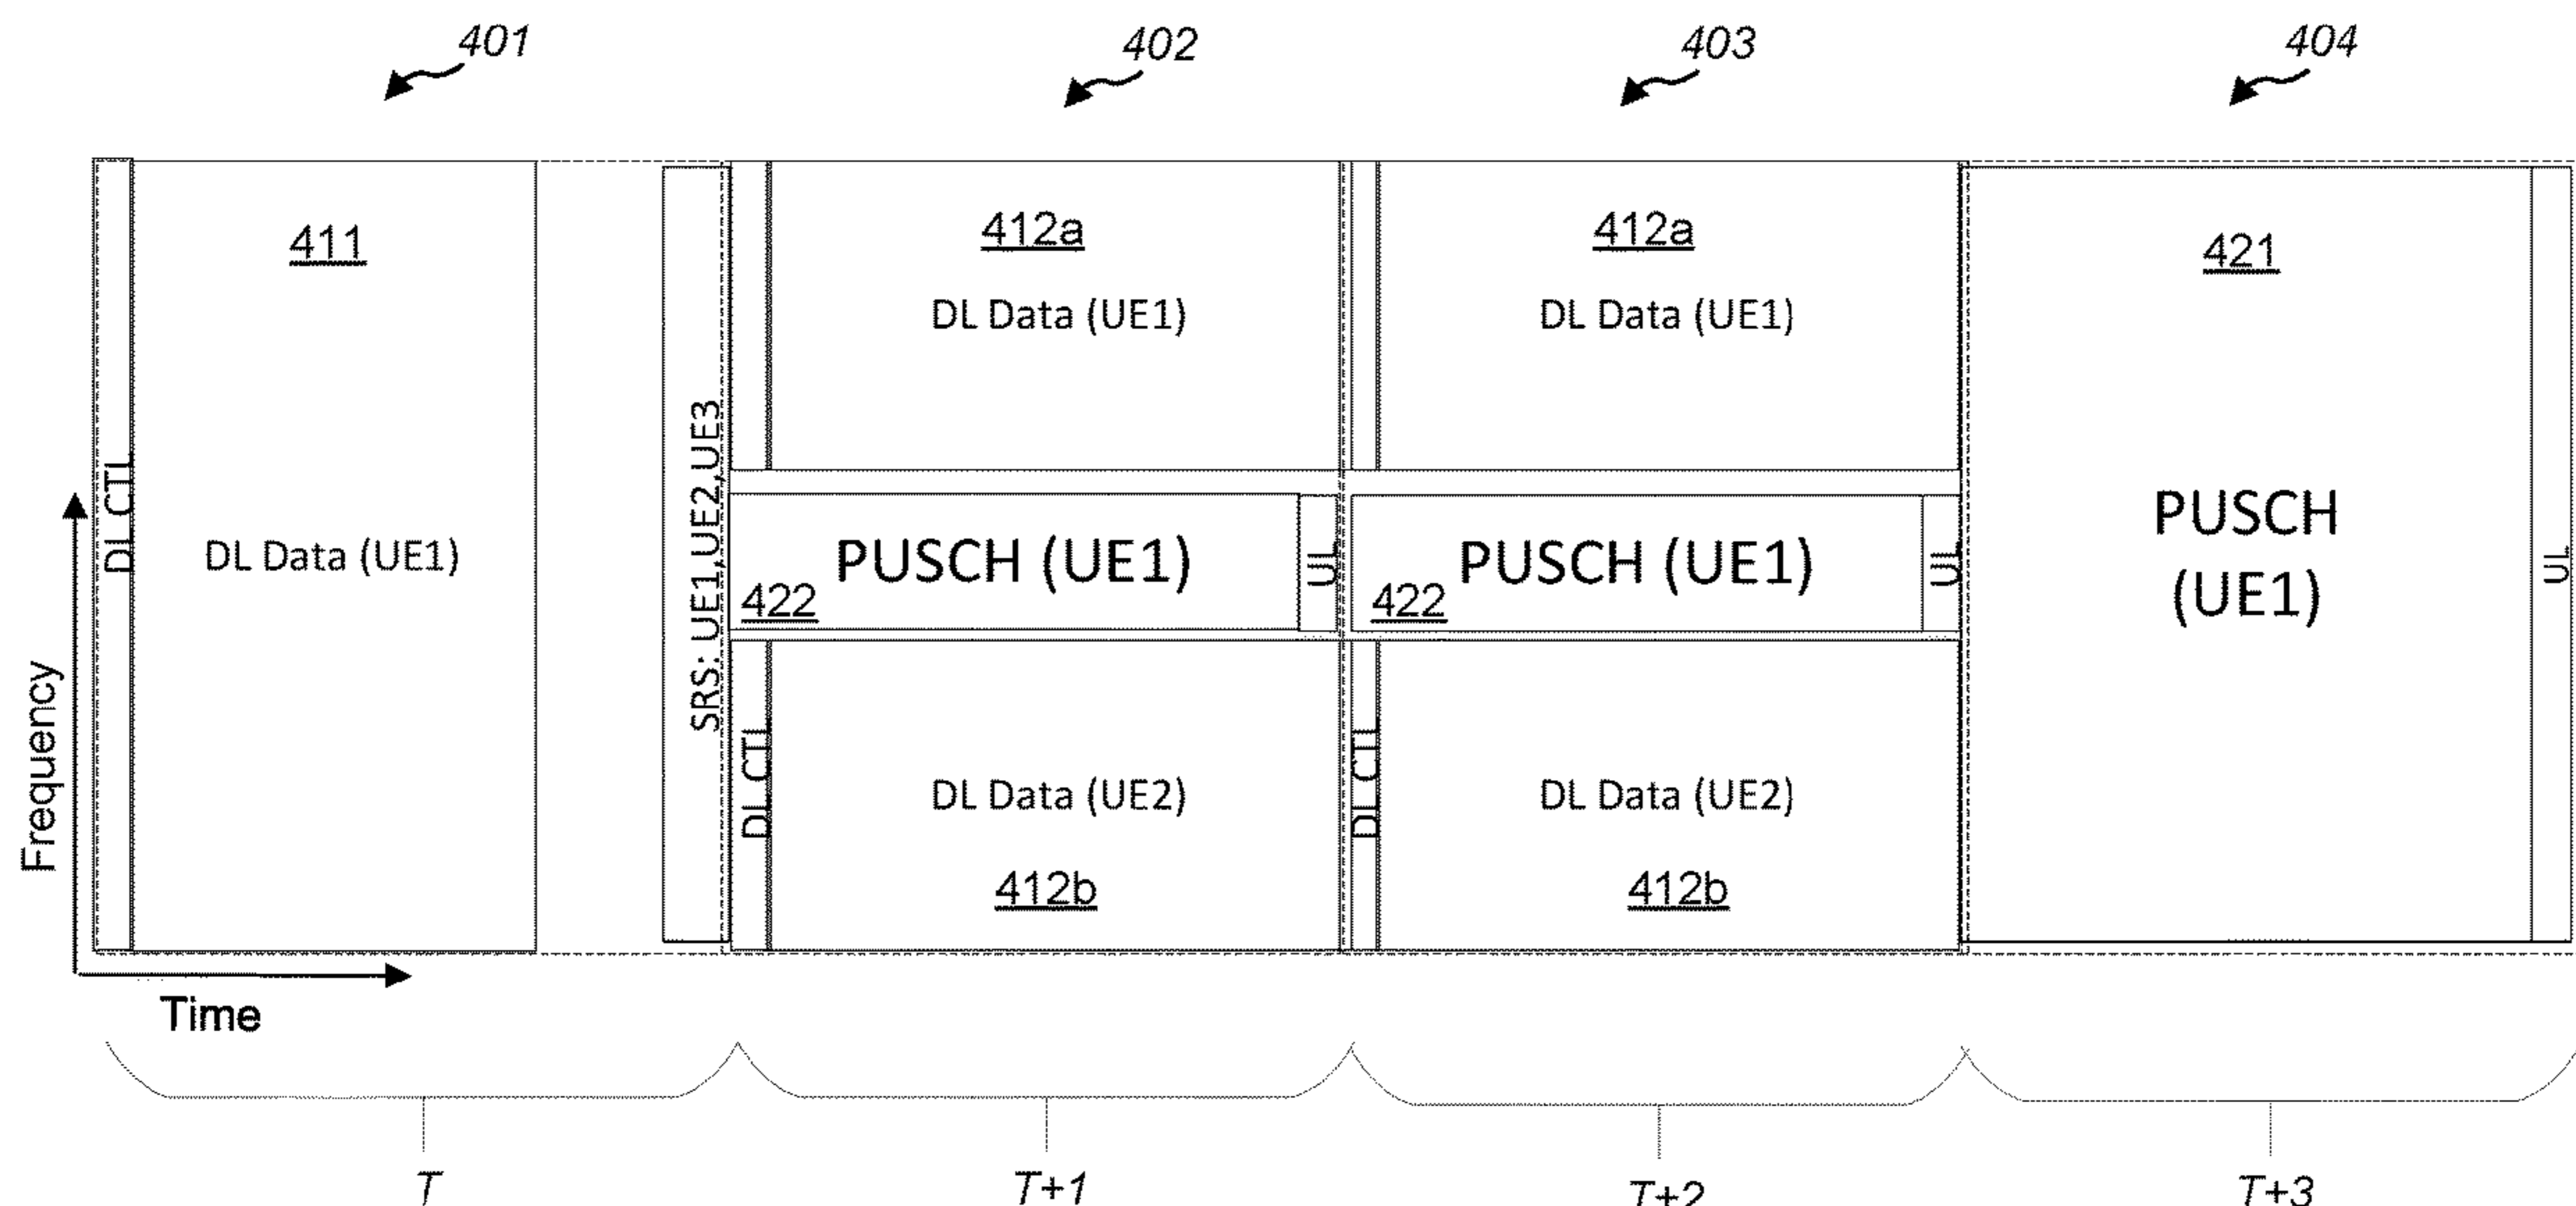 401
402
403
404
411
DL CTL
DL Data (UE1)
SRS: UE1,UE2,UE3
412a
DL Data (UE1)
PUSCH (UE1)
422
UL
DL CTL
DL Data (UE2)
412b
412a
DL Data (UE1)
PUSCH (UE1)
422
UL
DL CTL
DL Data (UE2)
412b
421
PUSCH
(UE1)
UL
Frequency
Time
T
T+1
T+2
T+3